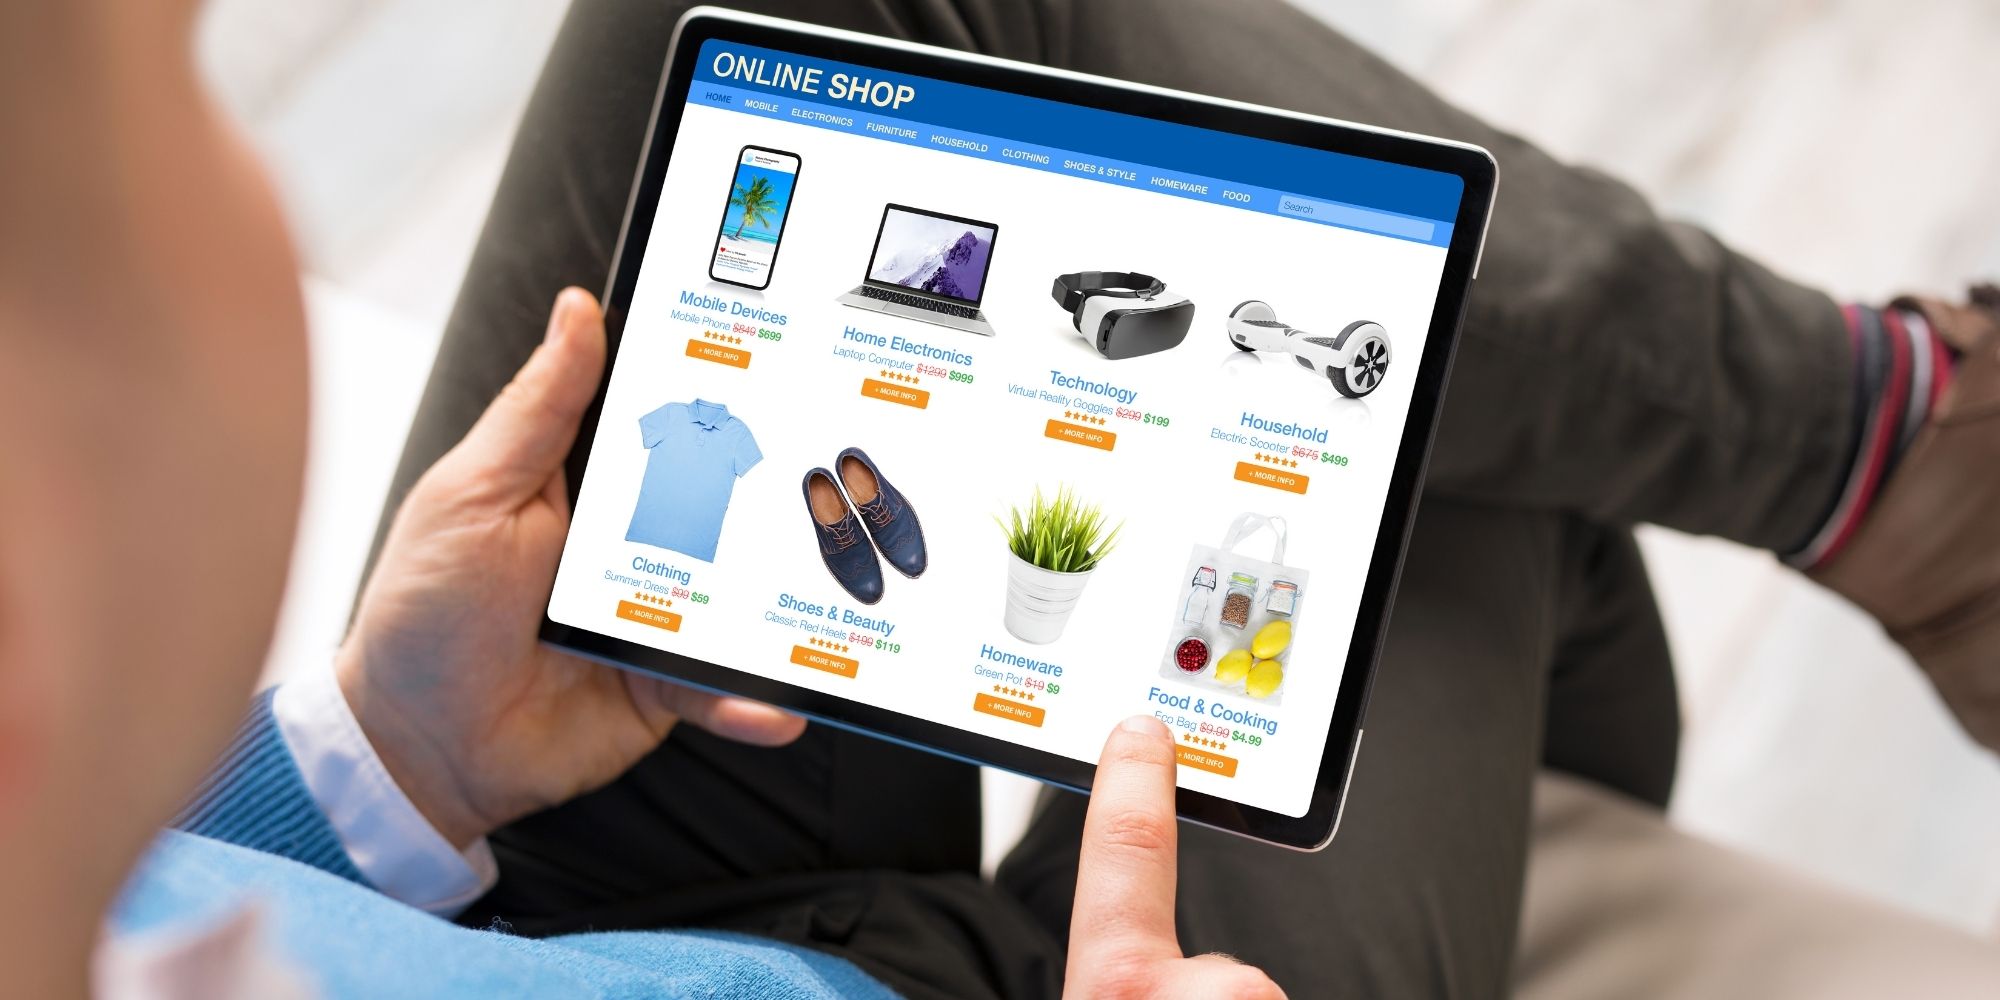 ONLINE SHOP
HOME MOBILE ELECTRONICS FURNITURE HOUSEHOLD CLOTHING SHOES & STYLE HOMEWARE FOOD Search
Mobile Devices
Mobile Phone $849 $699
+ MORE INFO
Home Electronics
Laptop Computer $1299 $999
+ MORE INFO
Technology
Virtual Reality Goggles $299 $199
+ MORE INFO
Household
Electric Scooter $675 $499
+ MORE INFO
Clothing
Summer Dress $99 $59
+ MORE INFO
Shoes & Beauty
Classic Red Heels $199 $119
+ MORE INFO
Homeware
Green Pot $19 $9
+ MORE INFO
Food & Cooking
Eco Bag $9.99 $4.99
+ MORE INFO